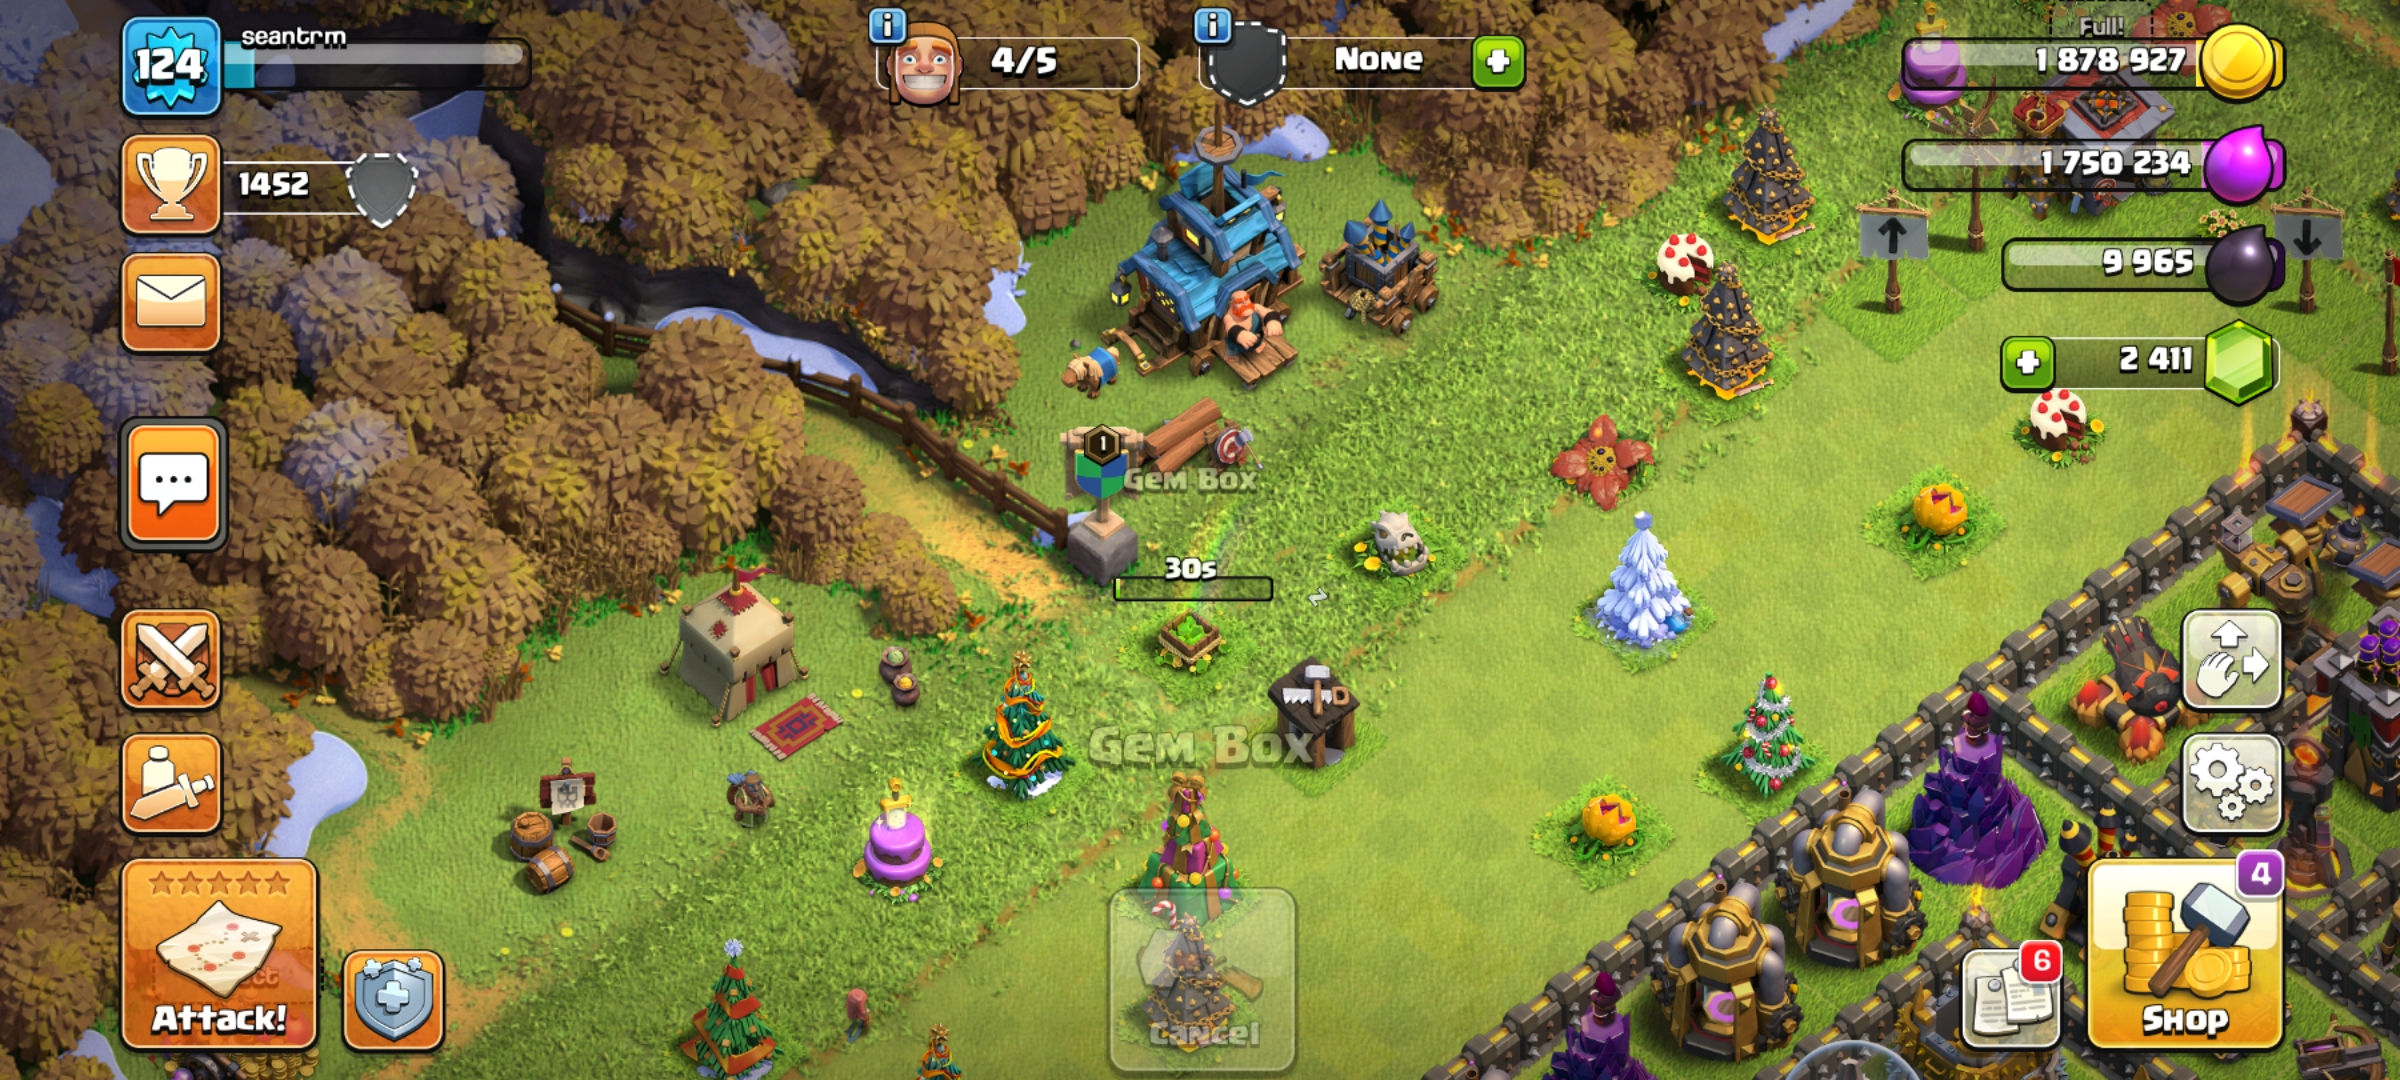 124
seantrm
4/5
None
Full!
1 878 927
1452
1 750 234
9 965
2 411
1
Gem Box
30s
z
Gem Box
4
6
Attack!
Cancel
Shop